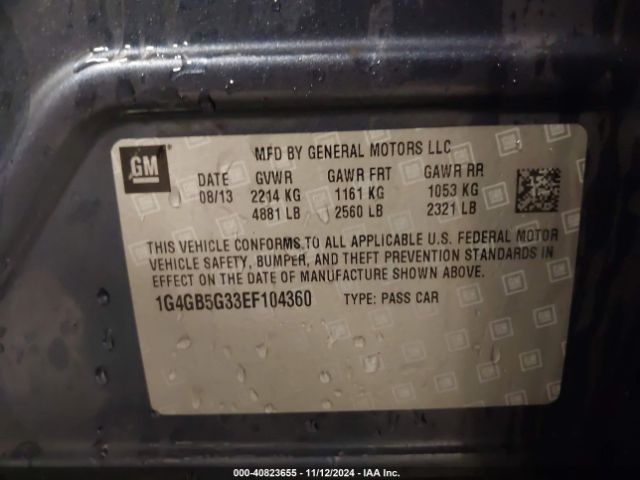 GM
MFD BY GENERAL MOTORS LLC
DATE GVWR GAWR FRT GAWR RR
08/13 2214 KG 1161 KG 1053 KG
4881 LB 2560 LB 2321 LB
THIS VEHICLE CONFORMS TO ALL APPLICABLE U.S. FEDERAL MOTOR
VEHICLE SAFETY, BUMPER, AND THEFT PREVENTION STANDARDS IN
EFFECT ON THE DATE OF MANUFACTURE SHOWN ABOVE.
1G4GB5G33EF104360 TYPE: PASS CAR
000-40823655 - 11/12/2024 - IAA Inc.